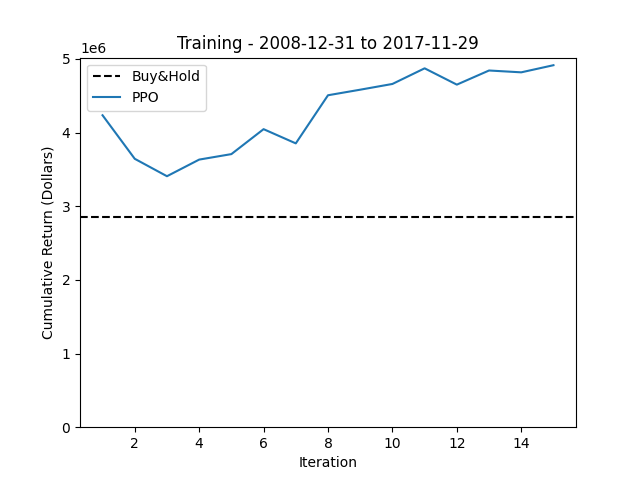 Training - 2008-12-31 to 2017-11-29
1e6
Buy&Hold
PPO
5
4
3
2
1
0
Cumulative Return (Dollars)
2 4 6 8 10 12 14
Iteration